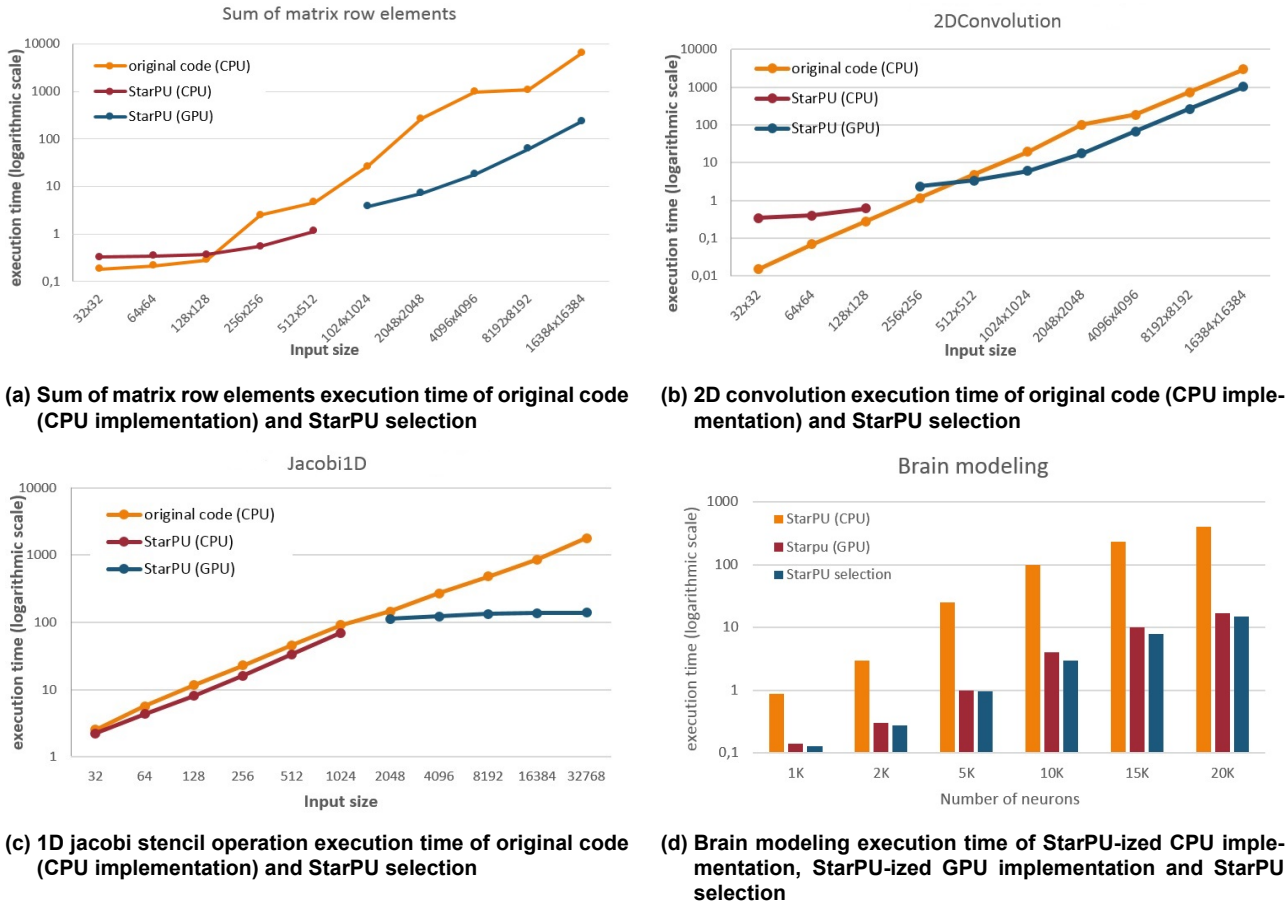 Sum of matrix row elements
execution time (logarithmic scale)
10000
1000
100
10
1
0,1
original code (CPU)
StarPU (CPU)
StarPU (GPU)
32x32
64x64
128x128
256x256
512x512
1024x1024
2048x2048
4096x4096
8192x8192
16384x16384
Input size
(a) Sum of matrix row elements execution time of original code
(CPU implementation) and StarPU selection
2DConvolution
execution time (logarithmic scale)
10000
1000
100
10
1
0,1
0,01
original code (CPU)
StarPU (CPU)
StarPU (GPU)
32x32
64x64
128x128
256x256
512x512
1024x1024
2048x2048
4096x4096
8192x8192
16384x16384
Input size
(b) 2D convolution execution time of original code (CPU imple-
mentation) and StarPU selection
Jacobi1D
execution time (logarithmic scale)
10000
1000
100
10
1
original code (CPU)
StarPU (CPU)
StarPU (GPU)
32
64
128
256
512
1024
2048
4096
8192
16384
32768
Input size
(c) 1D jacobi stencil operation execution time of original code
(CPU implementation) and StarPU selection
Brain modeling
execution time (logarithmic scale)
1000
100
10
1
0,1
StarPU (CPU)
Starpu (GPU)
StarPU selection
1K
2K
5K
10K
15K
20K
Number of neurons
(d) Brain modeling execution time of StarPU-ized CPU imple-
mentation, StarPU-ized GPU implementation and StarPU
selection